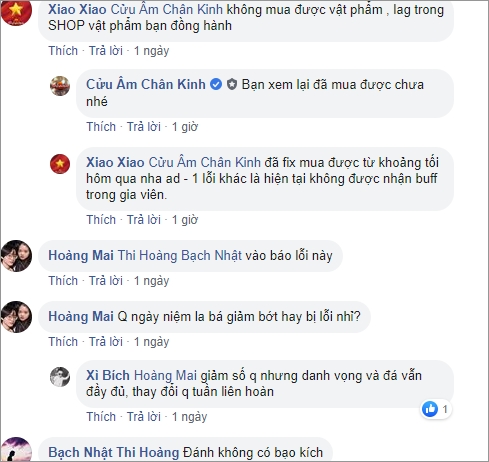 Xiao Xiao Cửu Âm Chân Kinh không mua được vật phẩm , lag trong
SHOP vật phẩm bạn đồng hành
Thích · Trả lời · 1 ngày
Cửu Âm Chân Kinh Bạn xem lại đã mua được chưa
nhé
Thích · Trả lời · 1 giờ
Xiao Xiao Cửu Âm Chân Kinh đã fix mua được từ khoảng tối
hôm qua nha ad - 1 lỗi khác là hiện tại không được nhận buff
trong gia viên.
Thích · Trả lời · 1 giờ
Hoàng Mai Thi Hoàng Bạch Nhật vào báo lỗi này
Thích · Trả lời · 1 ngày
Hoàng Mai Q ngày niệm la bá giảm bớt hay bị lỗi nhỉ?
Thích · Trả lời · 1 ngày
Xi Bích Hoàng Mai giảm số q nhưng danh vọng và đá vẫn
đầy đủ, thay đổi q tuần liên hoàn
Thích · Trả lời · 1 ngày
1
Bạch Nhật Thi Hoàng Đánh không có bạo kích